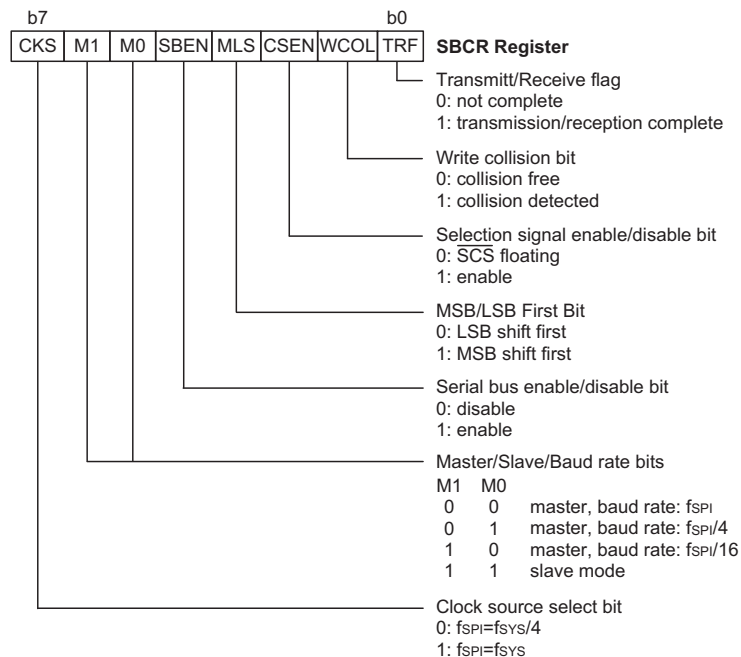 b7 b0
CKS M1 M0 SBEN MLS CSEN WCOL TRF SBCR Register
Transmitt/Receive flag
0: not complete
1: transmission/reception complete
Write collision bit
0: collision free
1: collision detected
Selection signal enable/disable bit
0: SCS floating
1: enable
MSB/LSB First Bit
0: LSB shift first
1: MSB shift first
Serial bus enable/disable bit
0: disable
1: enable
Master/Slave/Baud rate bits
M1 M0
0 0 master, baud rate: fSPI
0 1 master, baud rate: fSPI/4
1 0 master, baud rate: fSPI/16
1 1 slave mode
Clock source select bit
0: fSPI=fSYS/4
1: fSPI=fSYS